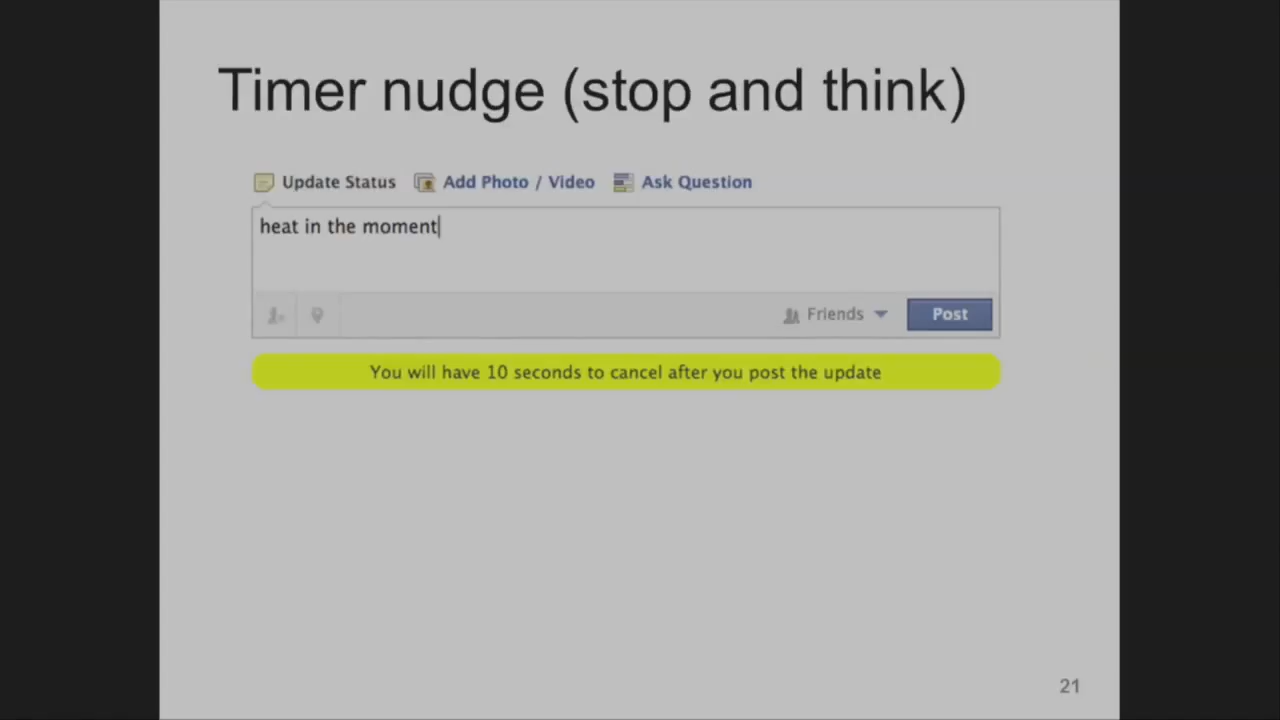 Timer nudge (stop and think)
Update Status Add Photo / Video Ask Question
heat in the moment
Friends Post
You will have 10 seconds to cancel after you post the update
21